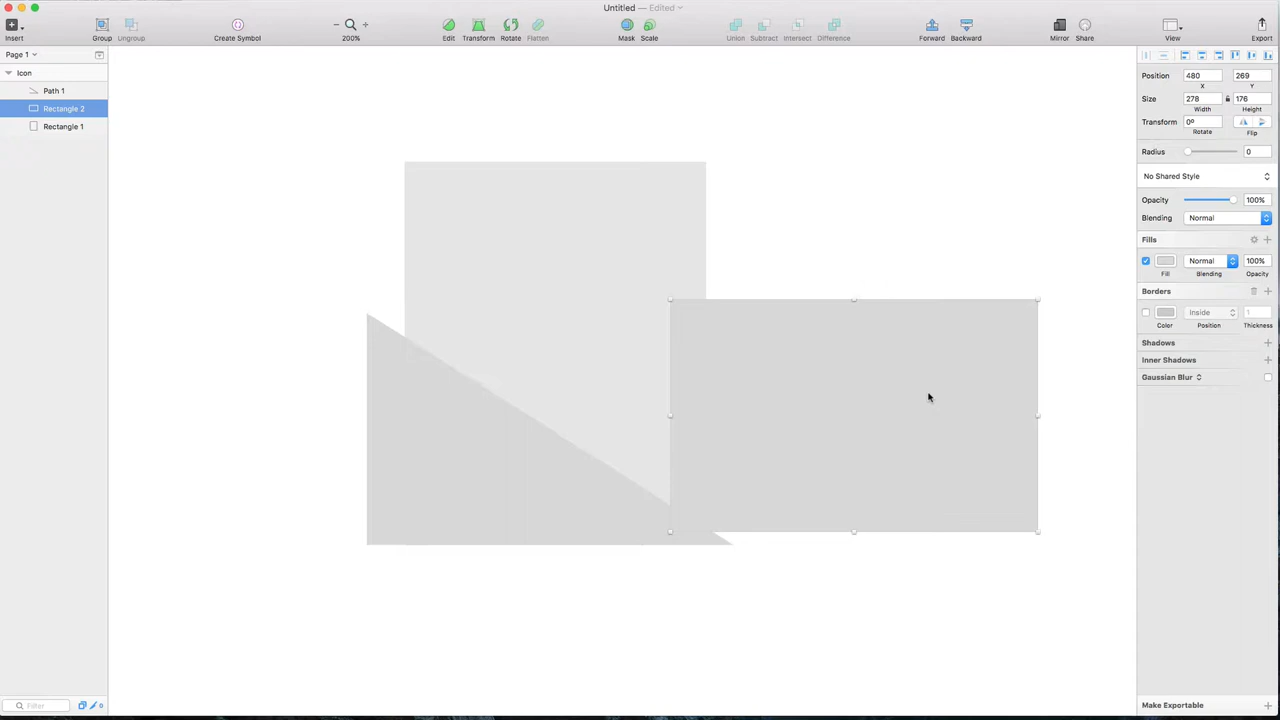 Untitled — Edited
Insert
Group
Ungroup
Create Symbol
200%
Edit
Transform
Rotate
Flatten
Mask
Scale
Union
Subtract
Intersect
Difference
Forward
Backward
Mirror
Share
View
Export
Page 1
Icon
Path 1
Rectangle 2
Rectangle 1
Filter
0
Position 480 269
X Y
Size 278 176
Width Height
Transform 0º
Rotate Flip
Radius 0
No Shared Style
Opacity 100%
Blending Normal
Fills
Normal 100%
Fill Blending Opacity
Borders
Inside 1
Color Position Thickness
Shadows
Inner Shadows
Gaussian Blur
Make Exportable